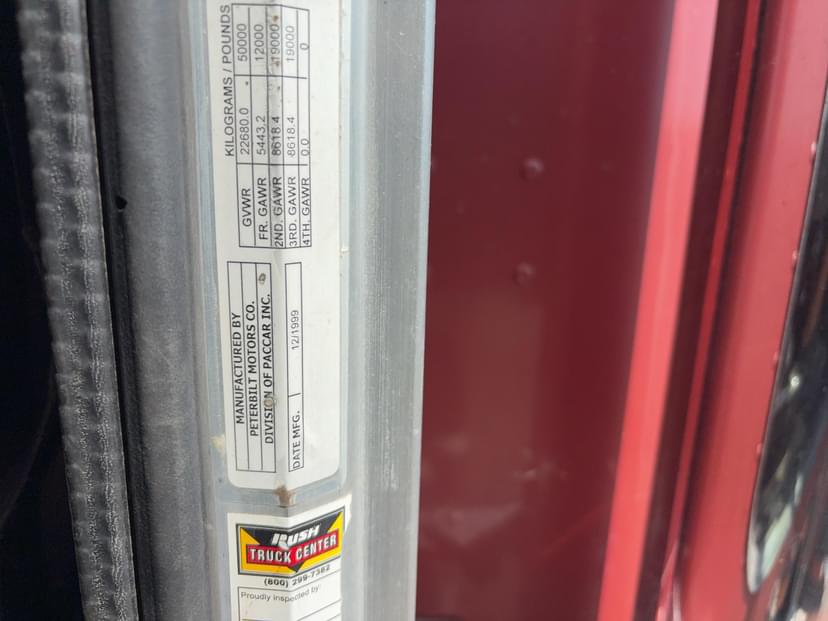 MANUFACTURED BY
PETERBILT MOTORS CO.
DIVISION OF PACCAR INC.
DATE MFG. 12/1999
KILOGRAMS / POUNDS
GVWR 22680.0 50000
FR. GAWR 5443.2 12000
2ND. GAWR 8618.4 19000
3RD. GAWR 8618.4 19000
4TH. GAWR 0.0 0
RUSH
TRUCK CENTER
(800) 299-7382
Proudly inspected by: